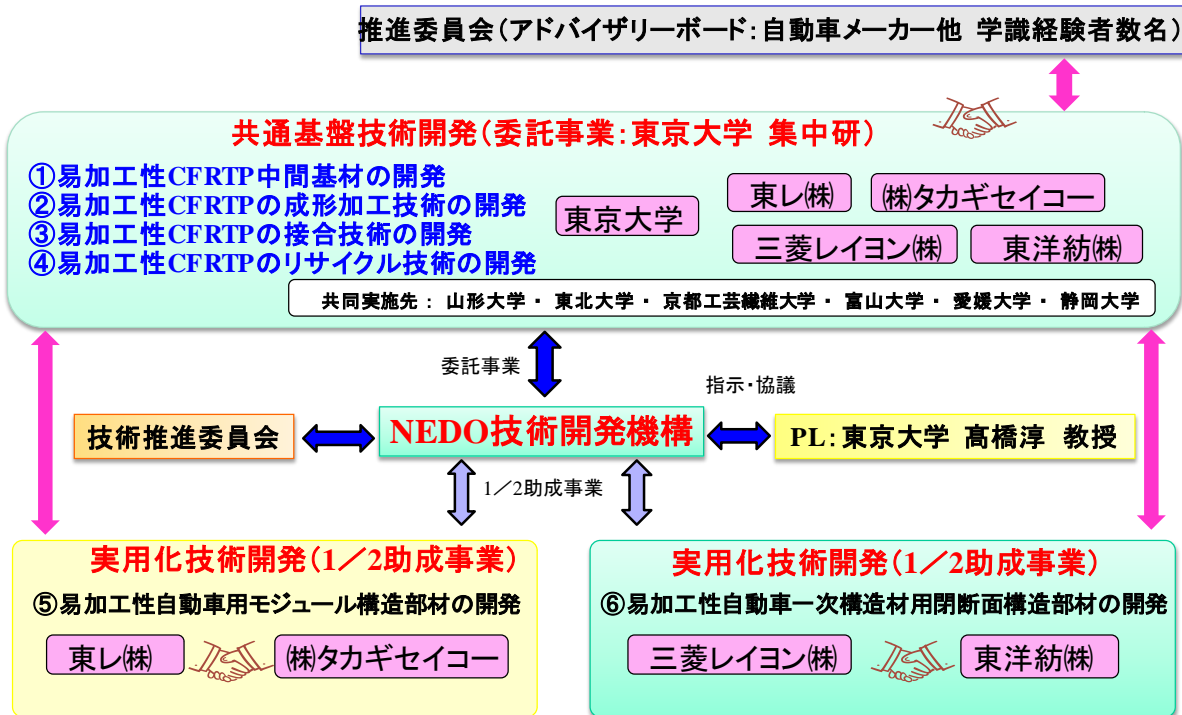 推進委員会(アドバイザリーボード:自動車メーカー他 学識経験者数名)
共通基盤技術開発(委託事業:東京大学 集中研)
①易加工性CFRTP中間基材の開発
②易加工性CFRTPの成形加工技術の開発
③易加工性CFRTPの接合技術の開発
④易加工性CFRTPのリサイクル技術の開発
東京大学
東レ㈱
㈱タカギセイコー
三菱レイヨン㈱
東洋紡㈱
共同実施先: 山形大学・ 東北大学・ 京都工芸繊維大学・ 富山大学・ 愛媛大学・ 静岡大学
委託事業
指示・協議
技術推進委員会
NEDO技術開発機構
PL:東京大学 髙橋淳 教授
1/2助成事業
実用化技術開発(1/2助成事業)
⑤易加工性自動車用モジュール構造部材の開発
東レ㈱
㈱タカギセイコー
実用化技術開発(1/2助成事業)
⑥易加工性自動車一次構造材用閉断面構造部材の開発
三菱レイヨン㈱
東洋紡㈱